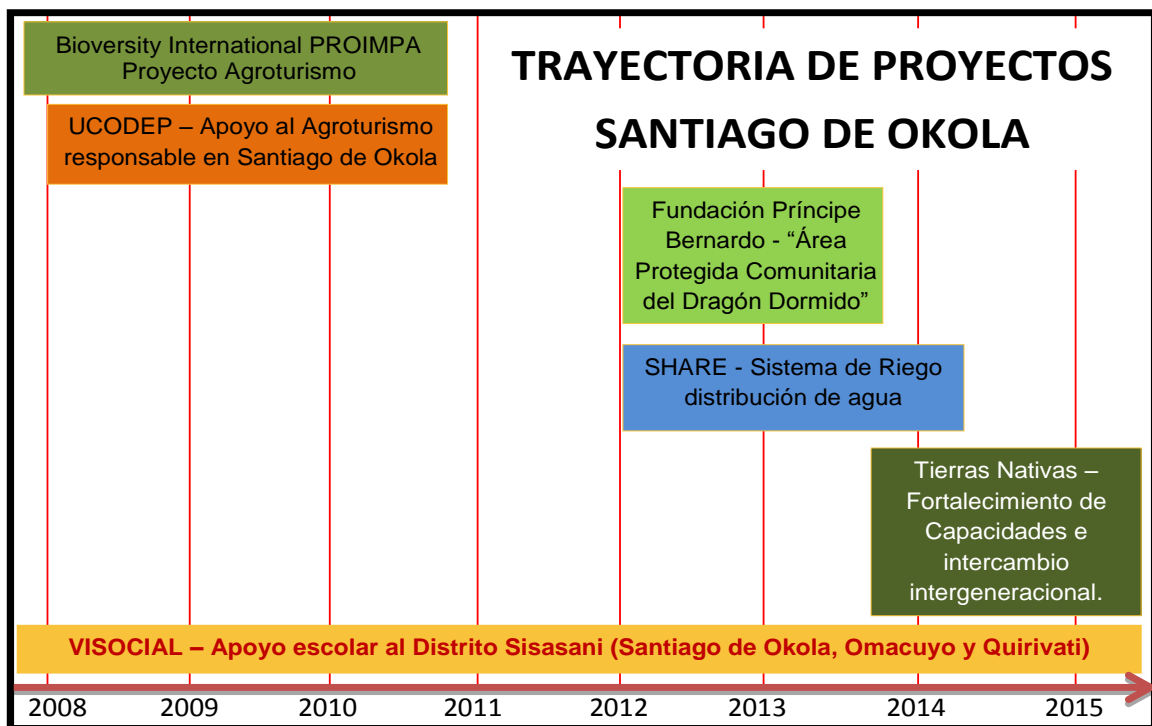 Bioversity International PROIMPA
Proyecto Agroturismo
UCODEP – Apoyo al Agroturismo
responsable en Santiago de Okola
TRAYECTORIA DE PROYECTOS
SANTIAGO DE OKOLA
Fundación Príncipe
Bernardo - “Área
Protegida Comunitaria
del Dragón Dormido”
SHARE - Sistema de Riego
distribución de agua
Tierras Nativas –
Fortalecimiento de
Capacidades e
intercambio
intergeneracional.
VISOCIAL – Apoyo escolar al Distrito Sisasani (Santiago de Okola, Omacuyo y Quirivati)
2008 2009 2010 2011 2012 2013 2014 2015